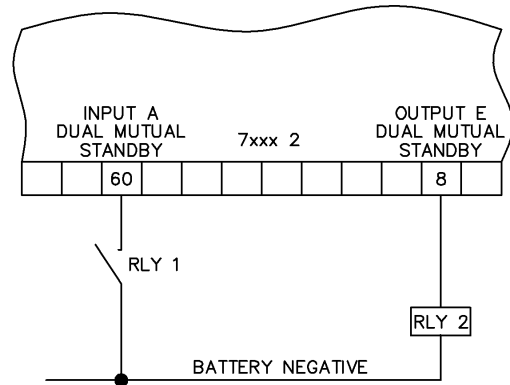 INPUT A
DUAL MUTUAL
STANDBY
7xxx 2
OUTPUT E
DUAL MUTUAL
STANDBY
60
8
RLY 1
RLY 2
BATTERY NEGATIVE